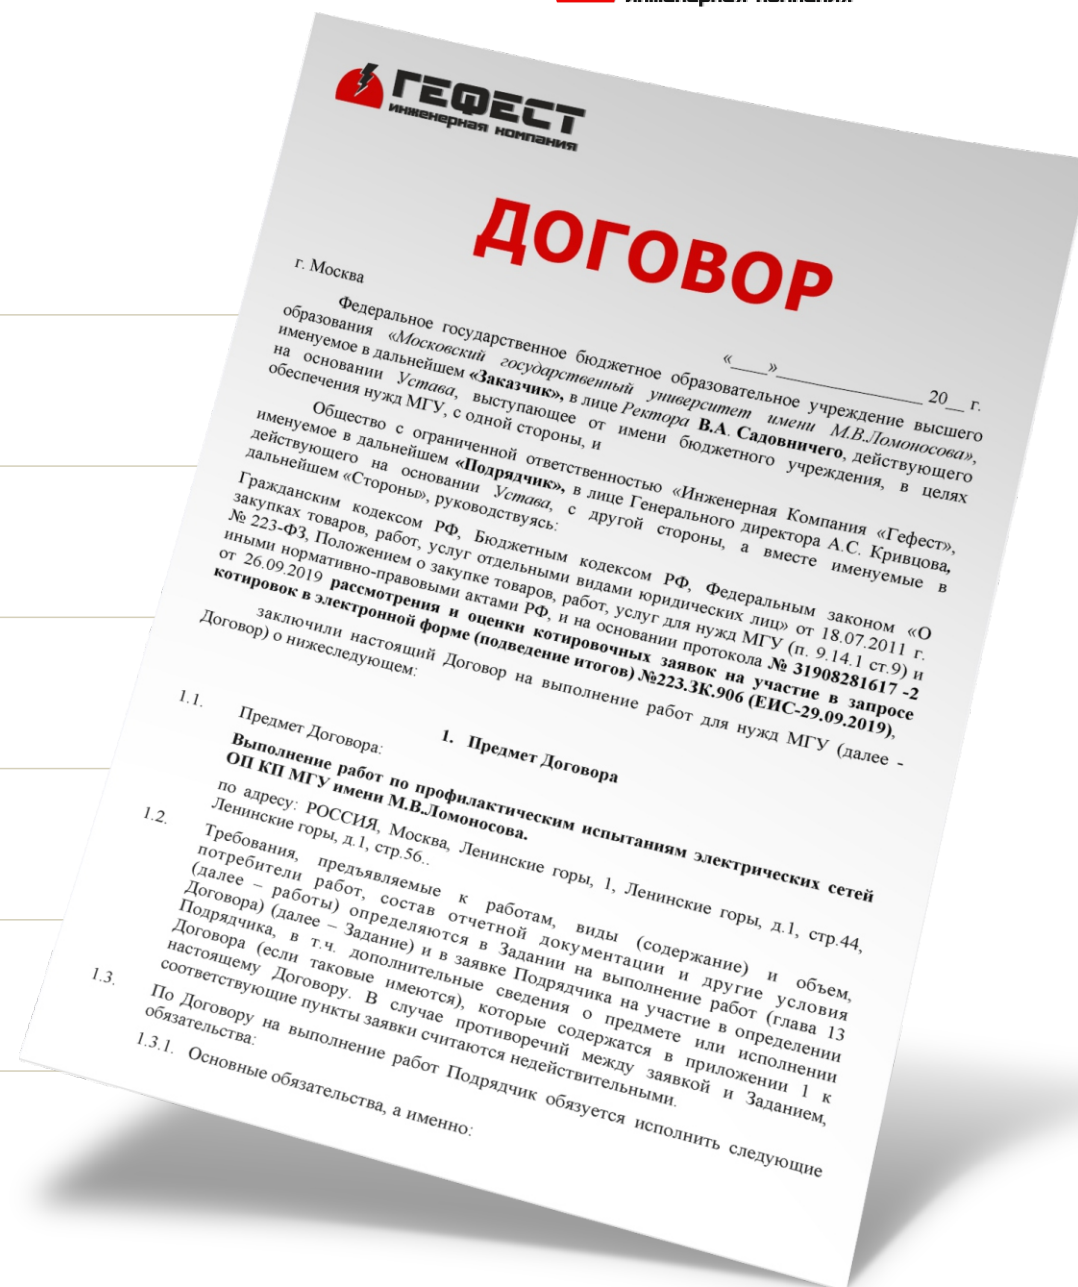 инженерная компания
ГЕФЕСТ
инженерная компания
ДОГОВОР
г. Москва
«____»________________ 20__ г.
Федеральное государственное бюджетное образовательное учреждение высшего
образования «Московский государственный университет имени М.В.Ломоносова»,
именуемое в дальнейшем «Заказчик», в лице Ректора В.А. Садовничего, действующего
на основании Устава, выступающее от имени бюджетного учреждения, в целях
обеспечения нужд МГУ, с одной стороны, и
Общество с ограниченной ответственностью «Инженерная Компания «Гефест»,
именуемое в дальнейшем «Подрядчик», в лице Генерального директора А.С. Кривцова,
действующего на основании Устава, с другой стороны, а вместе именуемые в
дальнейшем «Стороны», руководствуясь:
Гражданским кодексом РФ, Бюджетным кодексом РФ, Федеральным законом «О
закупках товаров, работ, услуг отдельными видами юридических лиц» от 18.07.2011 г.
№ 223-ФЗ, Положением о закупке товаров, работ, услуг для нужд МГУ (п. 9.14.1 ст.9) и
иными нормативно-правовыми актами РФ, и на основании протокола № 31908281617 -2
от 26.09.2019 рассмотрения и оценки котировочных заявок на участие в запросе
котировок в электронной форме (подведение итогов) №223.ЗК.906 (ЕИС-29.09.2019),
заключили настоящий Договор на выполнение работ для нужд МГУ (далее -
Договор) о нижеследующем:
1. Предмет Договора
1.1. Предмет Договора:
Выполнение работ по профилактическим испытаниям электрических сетей
ОП КП МГУ имени М.В.Ломоносова.
по адресу: РОССИЯ, Москва, Ленинские горы, 1, Ленинские горы, д.1, стр.44,
Ленинские горы, д.1, стр.56..
1.2. Требования, предъявляемые к работам, виды (содержание) и объем,
потребители работ, состав отчетной документации и другие условия
(далее – работы) определяются в Задании на выполнение работ (глава 13
Договора) (далее – Задание) и в заявке Подрядчика на участие в определении
Подрядчика, в т.ч. дополнительные сведения о предмете или исполнении
Договора (если таковые имеются), которые содержатся в приложении 1 к
настоящему Договору. В случае противоречий между заявкой и Заданием,
соответствующие пункты заявки считаются недействительными.
1.3. По Договору на выполнение работ Подрядчик обязуется исполнить следующие
обязательства:
1.3.1. Основные обязательства, а именно: